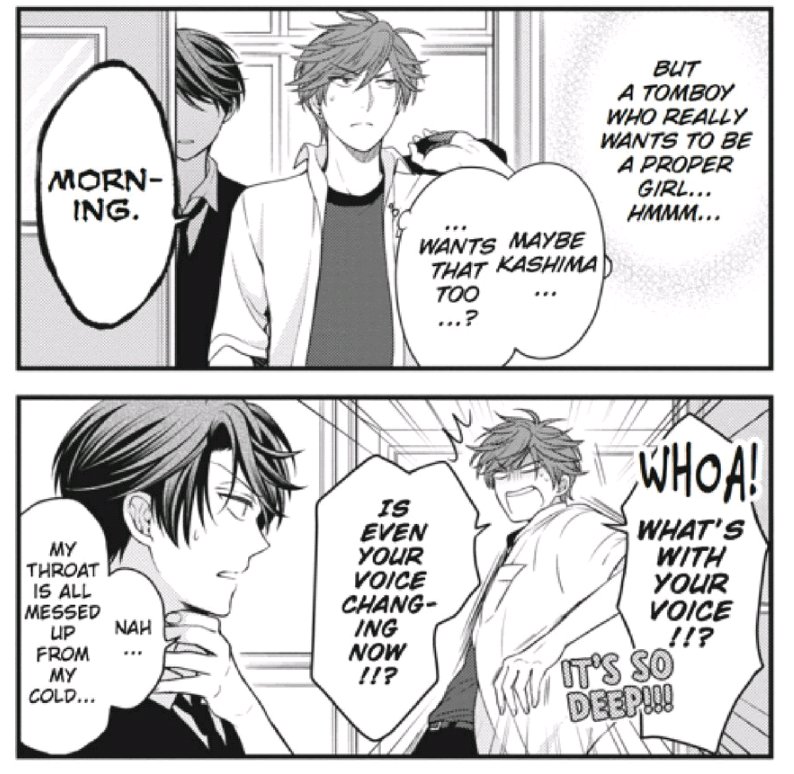 BUT
A TOMBOY
WHO REALLY
WANTS TO BE
A PROPER
GIRL...
HMMM...
MAYBE
KASHIMA
...
...
WANTS
THAT
TOO
...?
MORN-
ING.
WHOA!
WHAT'S
WITH
YOUR
VOICE
!!?
IT'S SO
DEEP!!!
IS
EVEN
YOUR
VOICE
CHANG-
ING
NOW
!!?
NAH
...
MY
THROAT
IS ALL
MESSED
UP
FROM
MY
COLD...